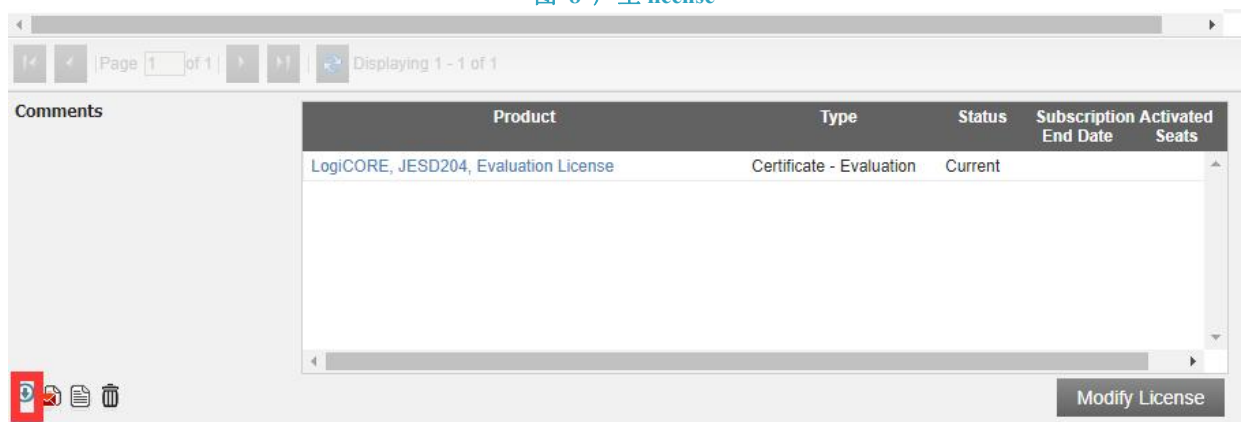 license
Page 1 of 1 Displaying 1 - 1 of 1
Comments
Product Type Status Subscription End Date Activated Seats
LogiCORE, JESD204, Evaluation License Certificate - Evaluation Current
Modify License